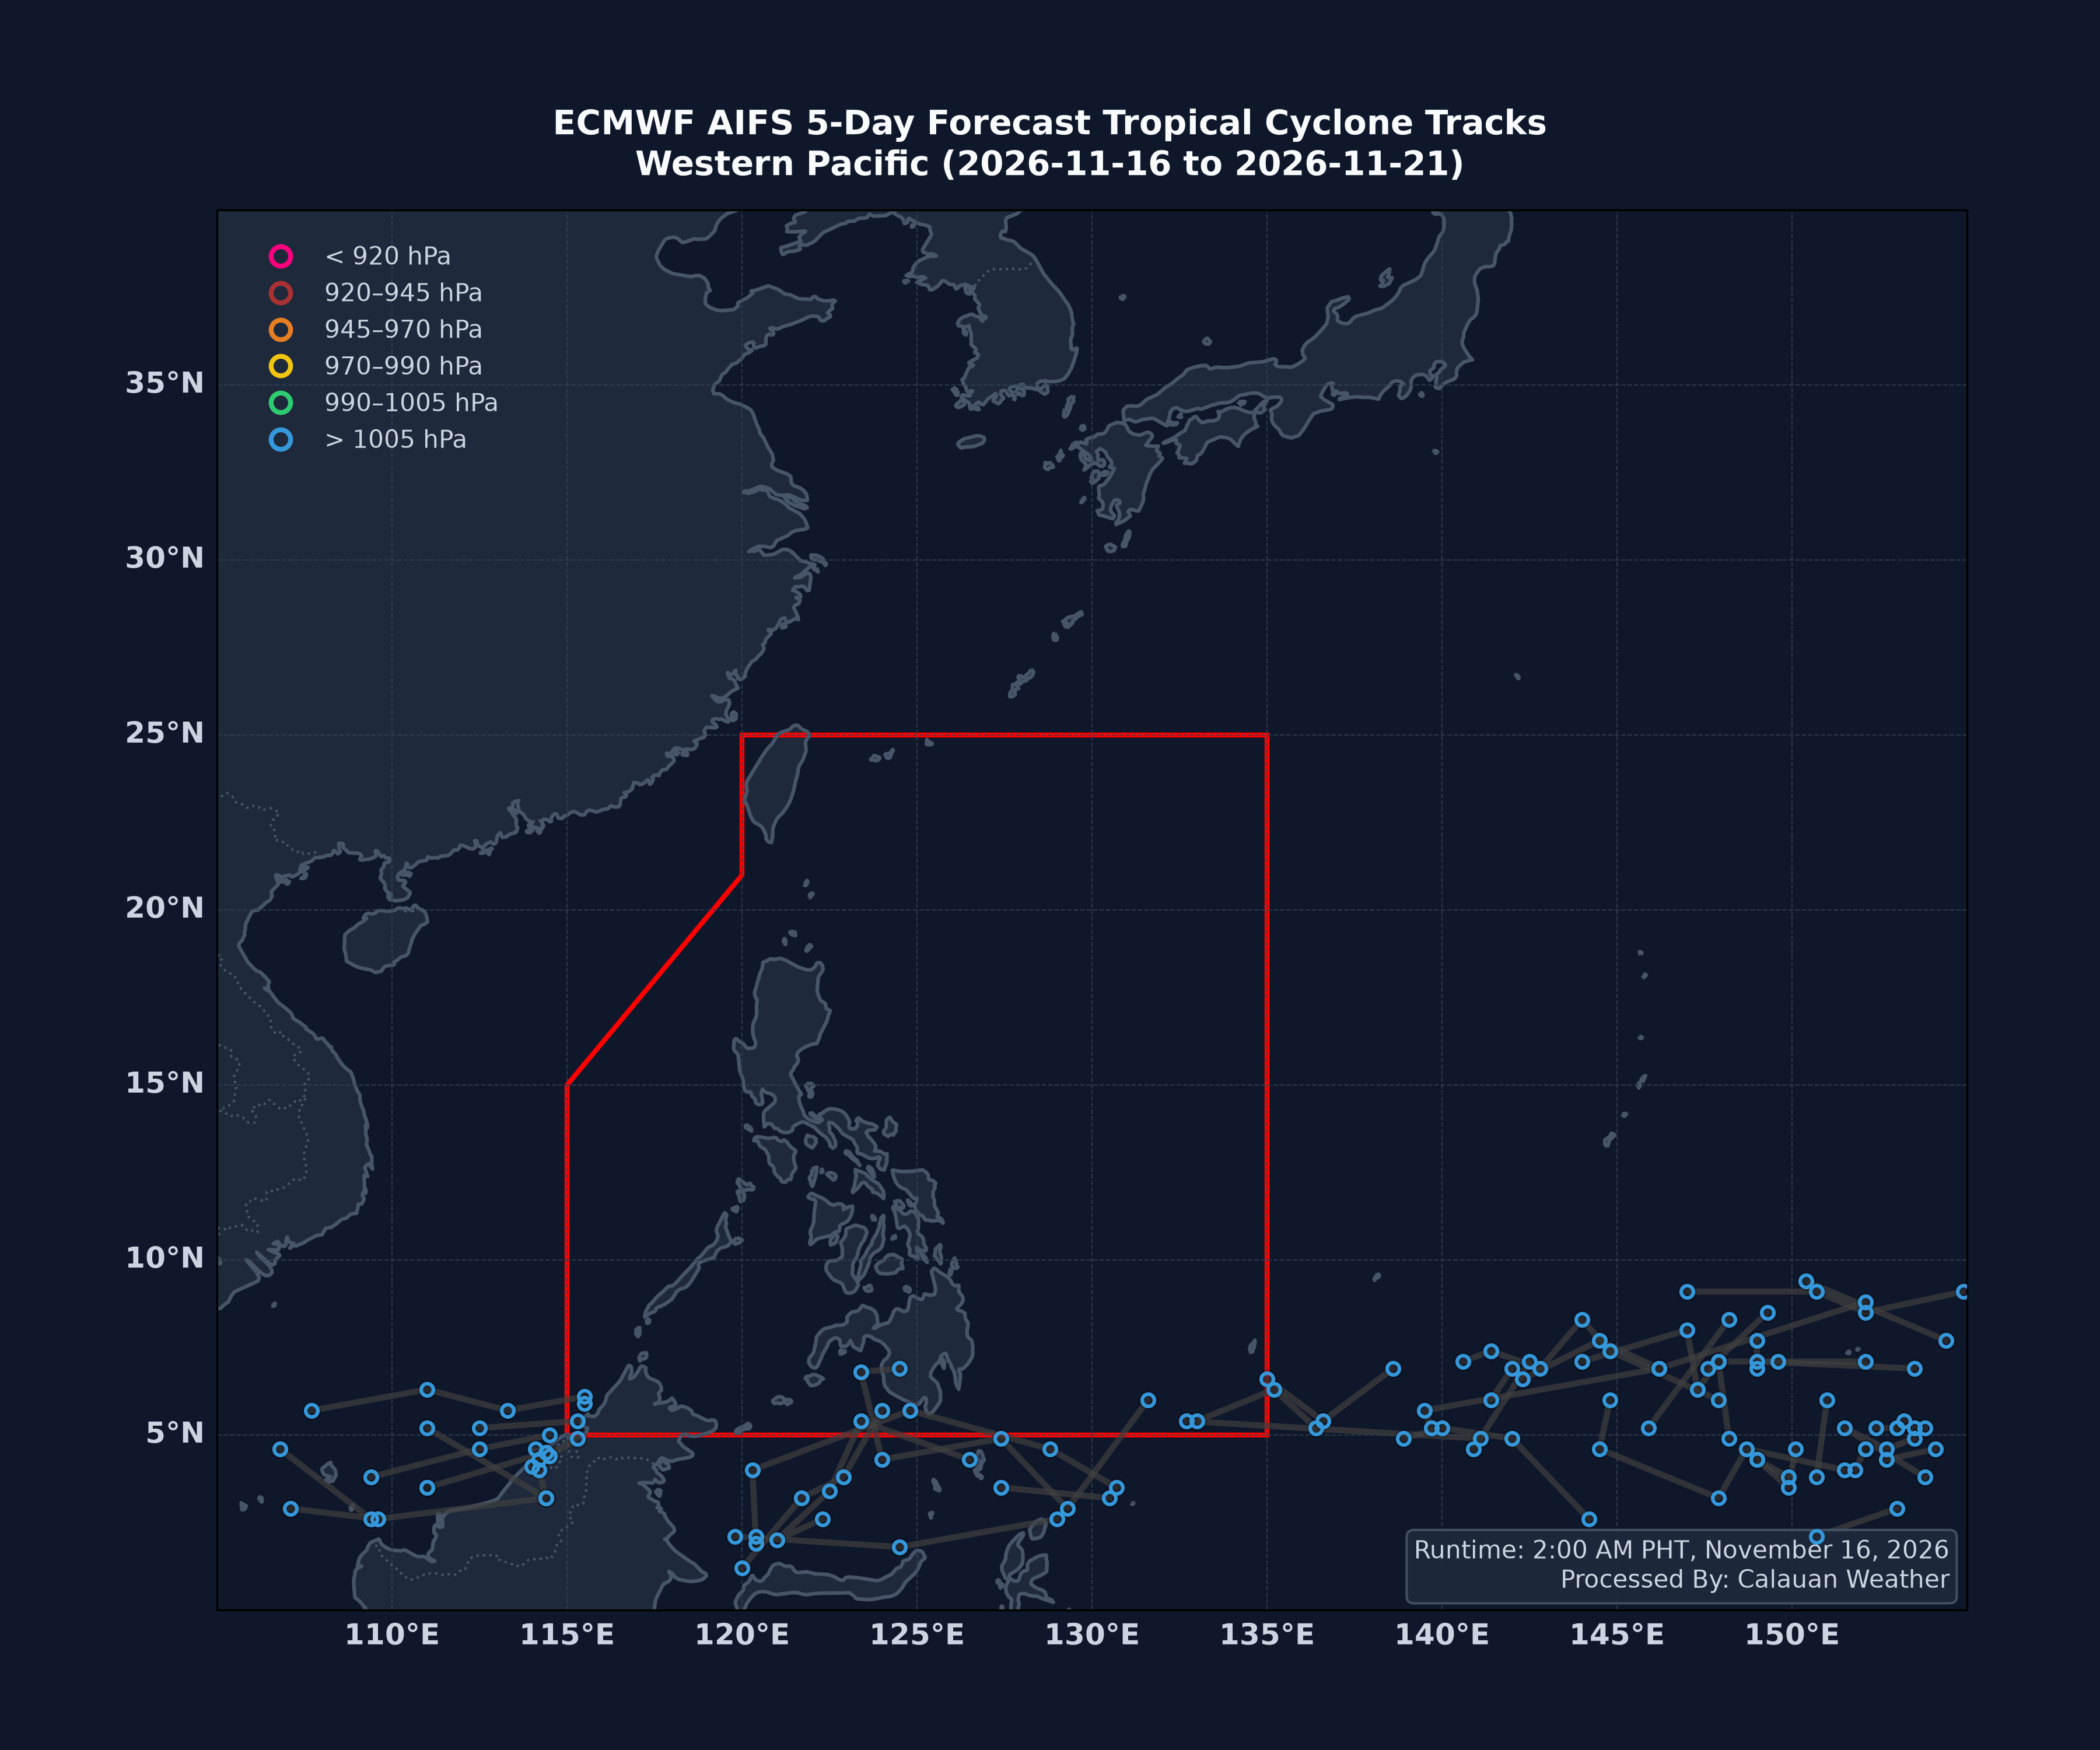 ECMWF AIFS 5-Day Forecast Tropical Cyclone Tracks
Western Pacific (2026-11-16 to 2026-11-21)
< 920 hPa
920–945 hPa
945–970 hPa
970–990 hPa
990–1005 hPa
> 1005 hPa
35°N
30°N
25°N
20°N
15°N
10°N
5°N
Runtime: 2:00 AM PHT, November 16, 2026
Processed By: Calauan Weather
110°E 115°E 120°E 125°E 130°E 135°E 140°E 145°E 150°E